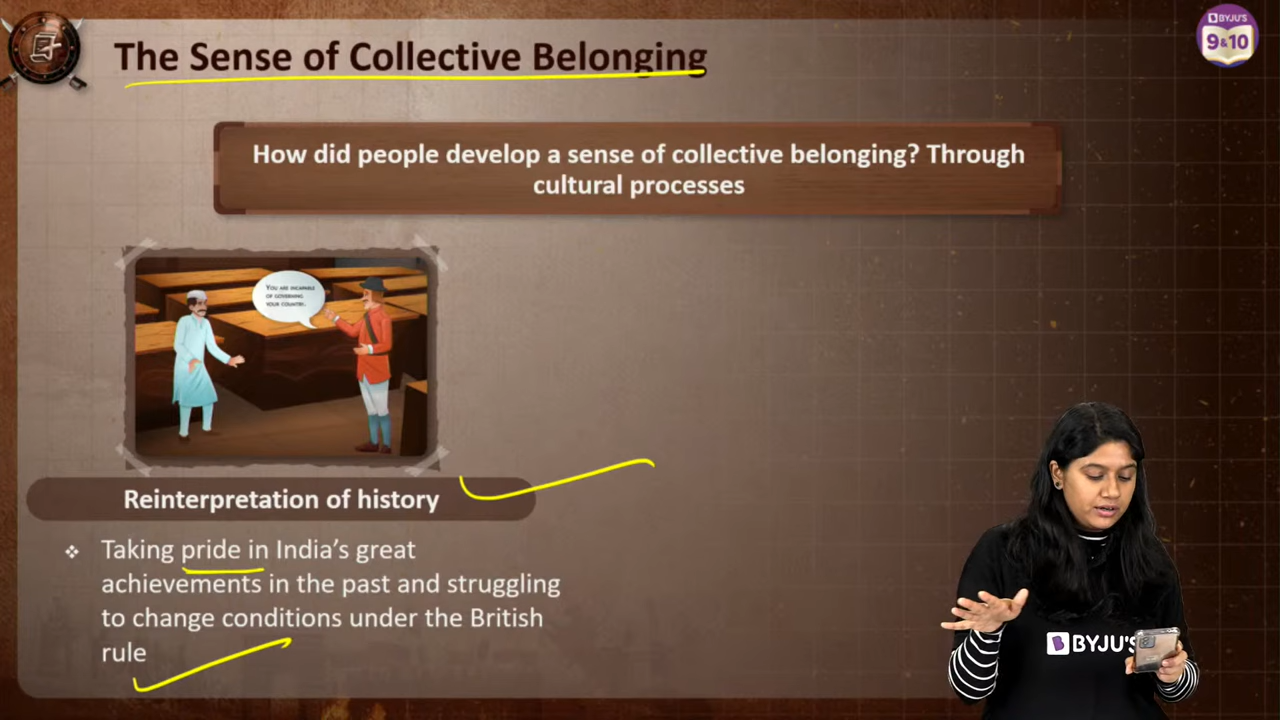 The Sense of Collective Belonging
BYJU'S
9&10
How did people develop a sense of collective belonging? Through
cultural processes
YOU ARE INCAPABLE
OF GOVERNING
YOUR COUNTRY.
Reinterpretation of history
❖ Taking pride in India's great
achievements in the past and struggling
to change conditions under the British
rule
BYJU'S